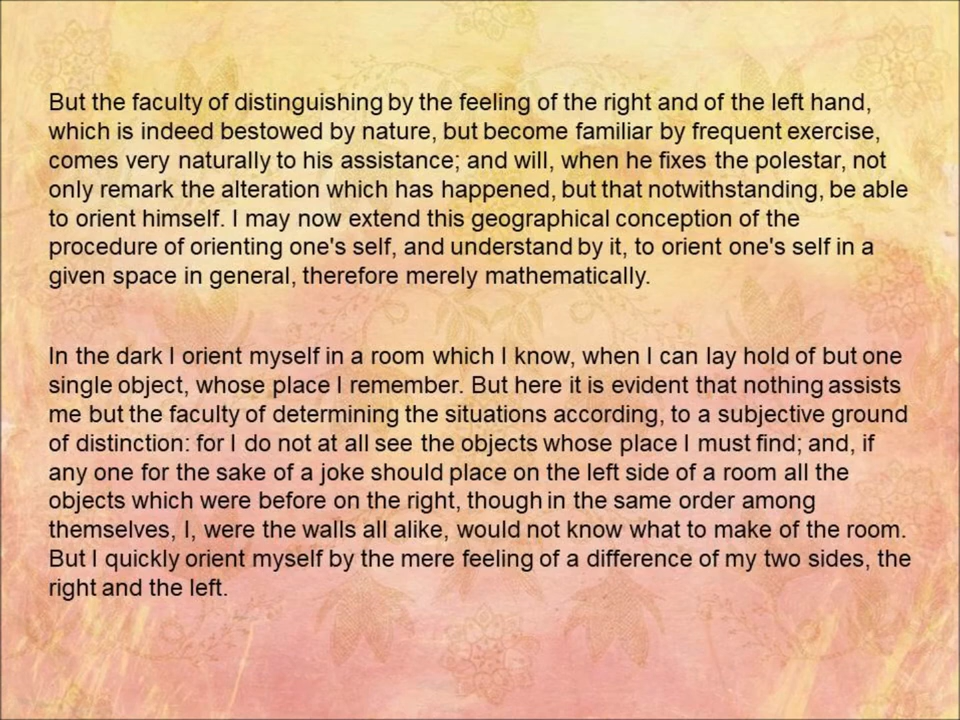 But the faculty of distinguishing by the feeling of the right and of the left hand,
which is indeed bestowed by nature, but become familiar by frequent exercise,
comes very naturally to his assistance; and will, when he fixes the polestar, not
only remark the alteration which has happened, but that notwithstanding, be able
to orient himself. I may now extend this geographical conception of the
procedure of orienting one's self, and understand by it, to orient one's self in a
given space in general, therefore merely mathematically.
In the dark I orient myself in a room which I know, when I can lay hold of but one
single object, whose place I remember. But here it is evident that nothing assists
me but the faculty of determining the situations according, to a subjective ground
of distinction: for I do not at all see the objects whose place I must find; and, if
any one for the sake of a joke should place on the left side of a room all the
objects which were before on the right, though in the same order among
themselves, I, were the walls all alike, would not know what to make of the room.
But I quickly orient myself by the mere feeling of a difference of my two sides, the
right and the left.